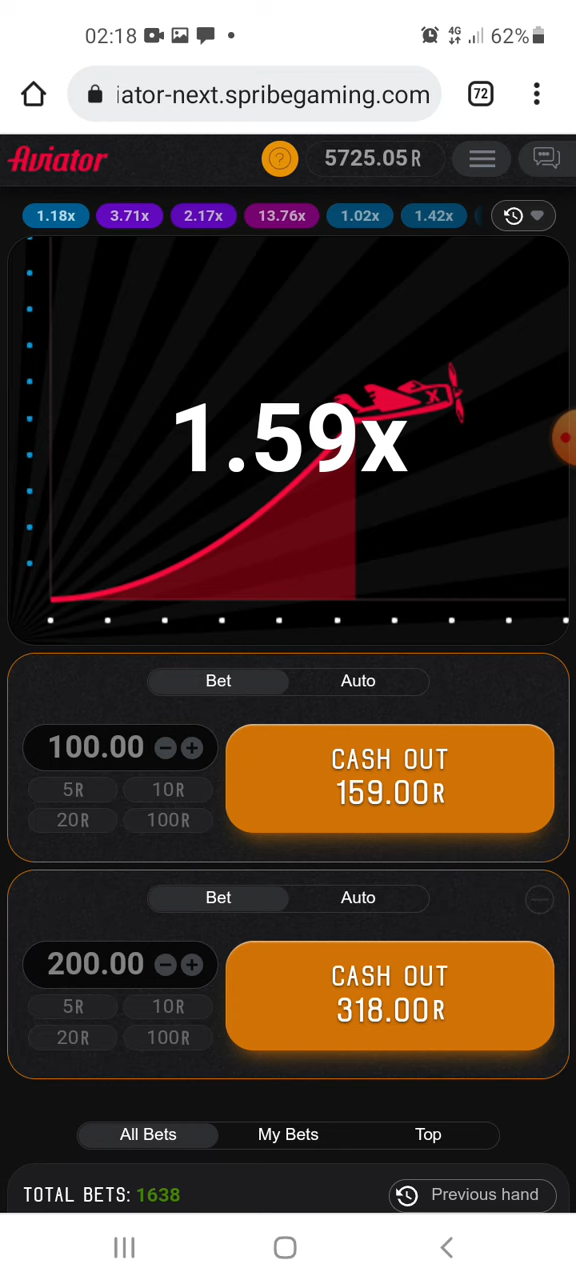 02:18 4G 62%
iator-next.spribegaming.com 72
Aviator ? 5725.05 R
1.18x 3.71x 2.17x 13.76x 1.02x 1.42x
X
1.59x
Bet Auto
100.00 − +
5R 10R
20R 100R
CASH OUT
159.00R
Bet Auto
200.00 − +
5R 10R
20R 100R
CASH OUT
318.00R
All Bets My Bets Top
TOTAL BETS: 1638 Previous hand